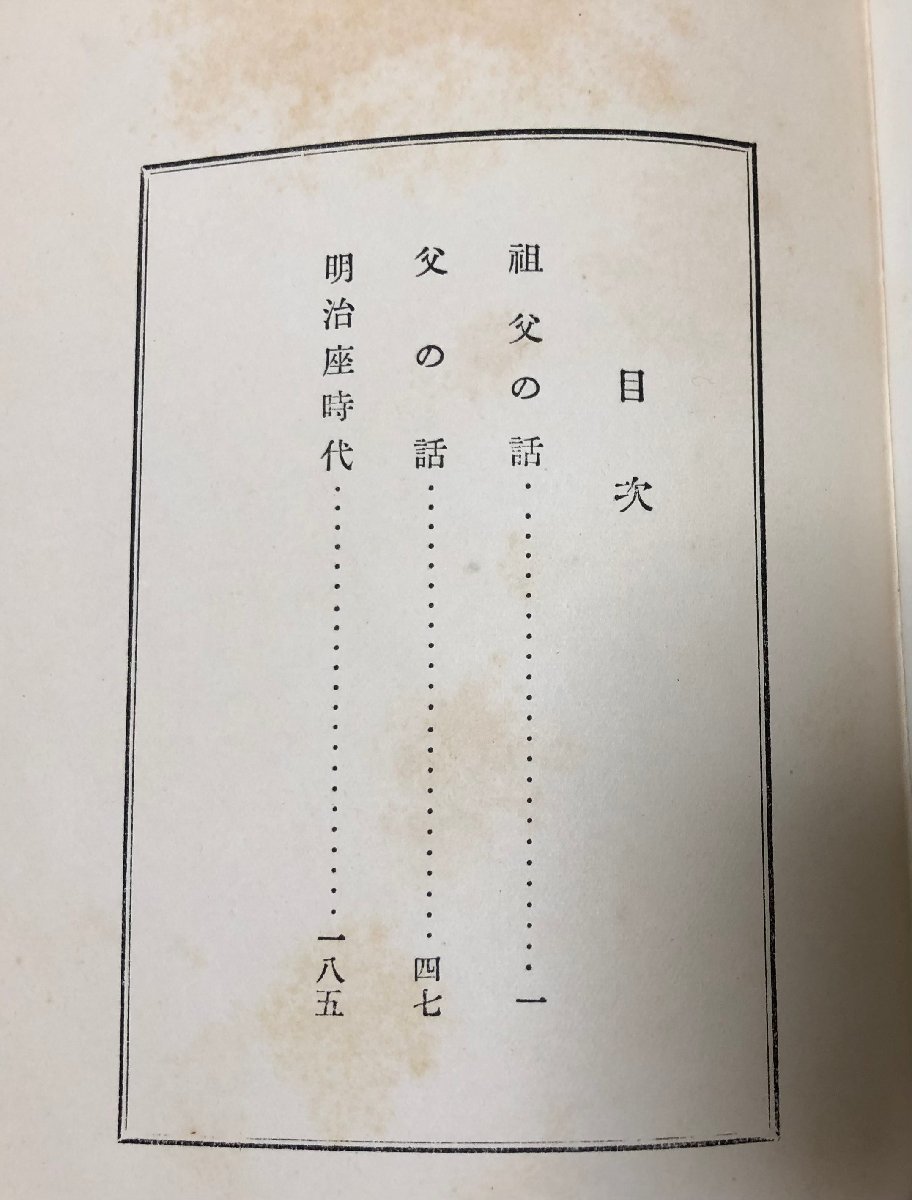 目次
祖父の話・・・・・・・・・・・・・・・・・・・・・・・・一
父の話・・・・・・・・・・・・・・・・・・・・・・・四七
明治座時代・・・・・・・・・・・・・・・・・・・・・・一八五